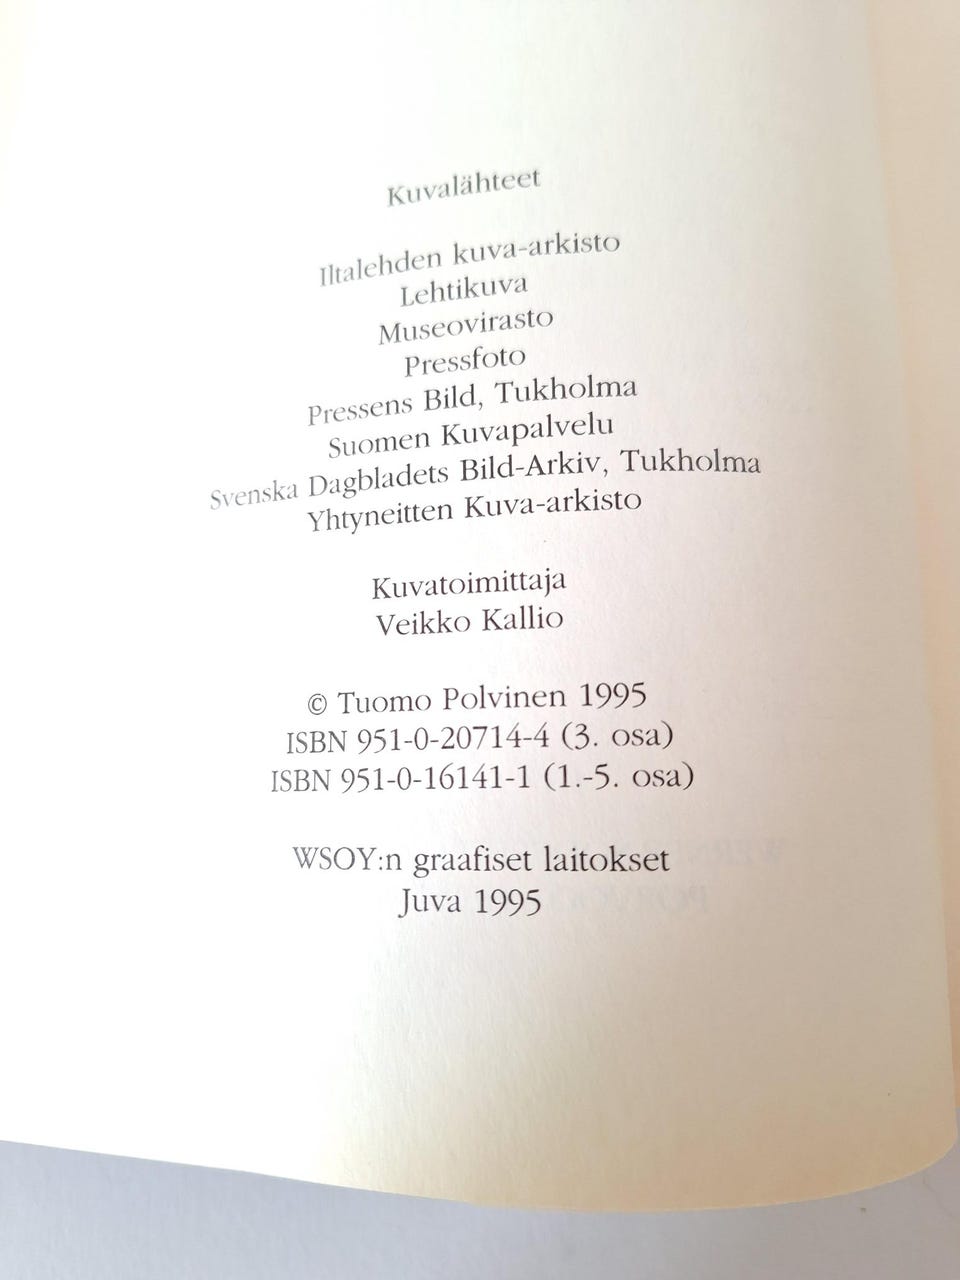 Kuvalähteet
Iltalehden kuva-arkisto
Lehtikuva
Museovirasto
Pressfoto
Pressens Bild, Tukholma
Suomen Kuvapalvelu
Svenska Dagbladets Bild-Arkiv, Tukholma
Yhtyneitten Kuva-arkisto
Kuvatoimittaja
Veikko Kallio
© Tuomo Polvinen 1995
ISBN 951-0-20714-4 (3. osa)
ISBN 951-0-16141-1 (1.-5. osa)
WSOY:n graafiset laitokset
Juva 1995